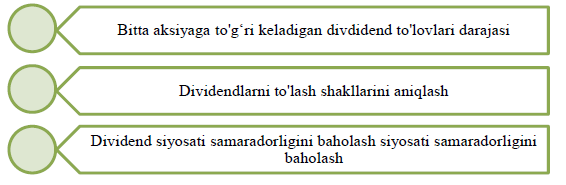 Bitta aksiyaga to'g‘ri keladigan divdidend to'lovlari darajasi
Dividendlarni to'lash shakllarini aniqlash
Dividend siyosati samaradorligini baholash siyosati samaradorligini
baholash